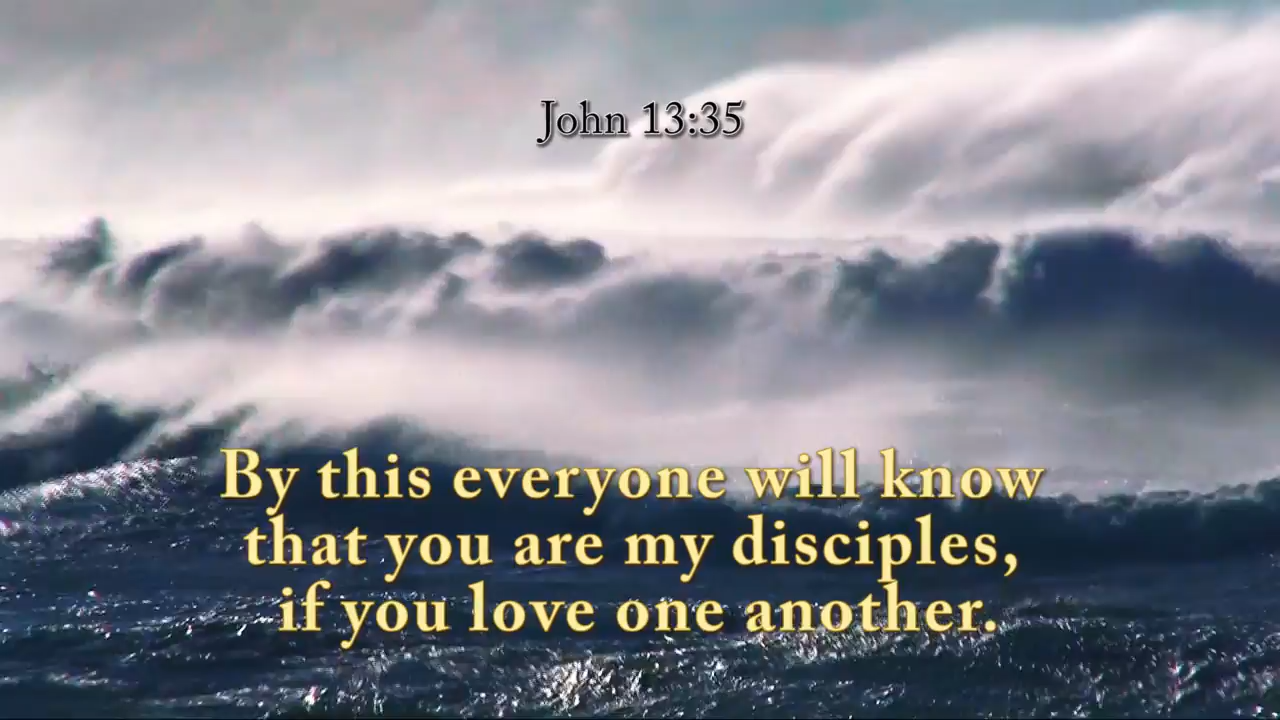 John 13:35
By this everyone will know
that you are my disciples,
if you love one another.